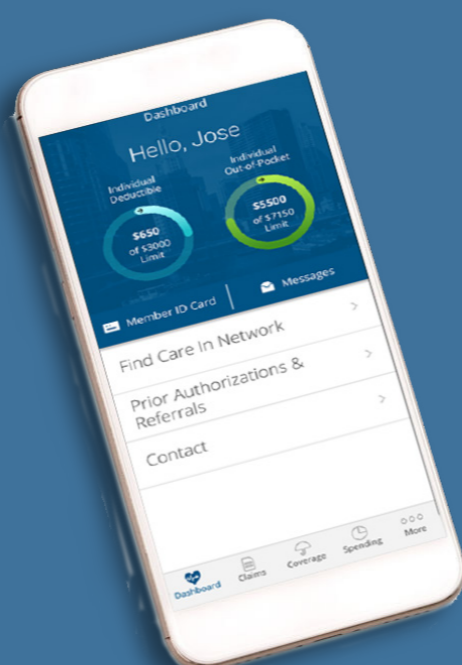 Dashboard
Hello, Jose
Individual
Deductible
$650
of $3000
Limit
Individual
Out-of-Pocket
$5500
of $7150
Limit
Member ID Card
Messages
Find Care In Network
Prior Authorizations &
Referrals
Contact
Dashboard
Claims
Coverage
Spending
More